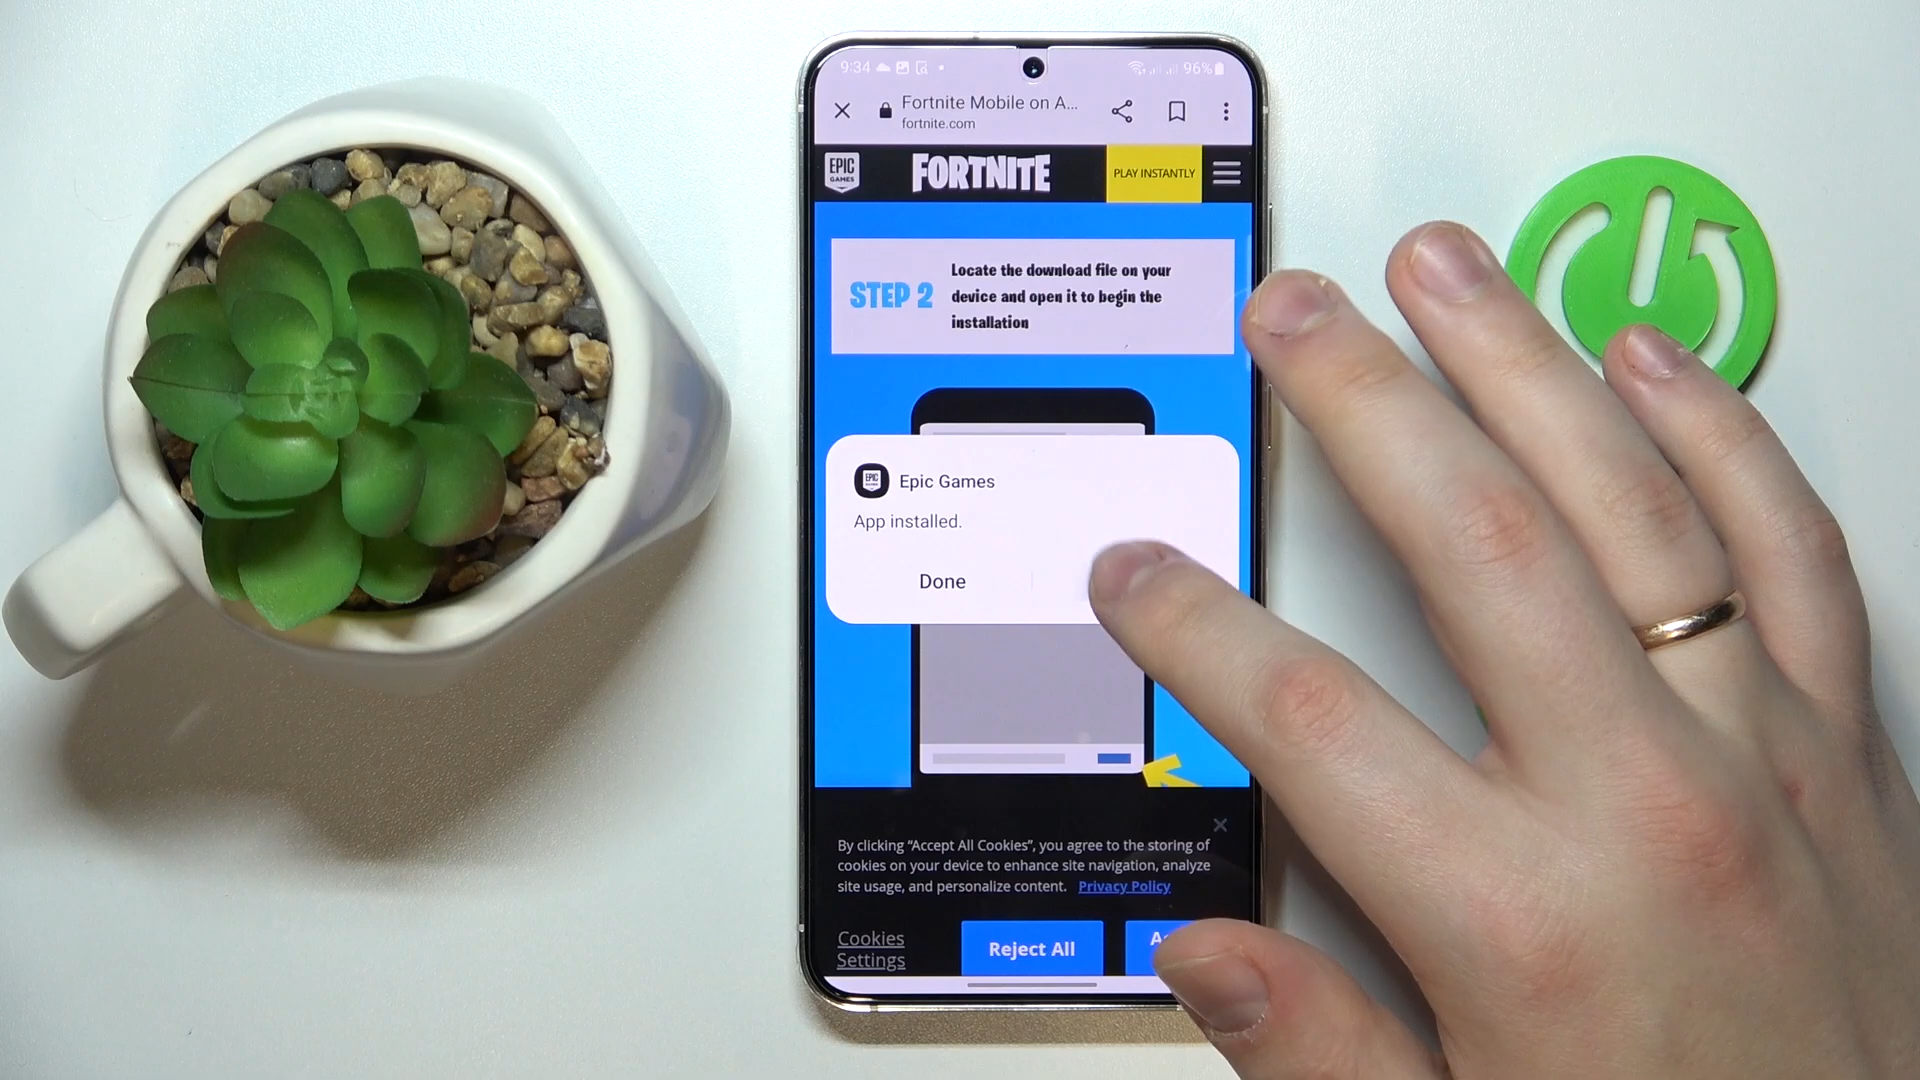 9:34
96%
Fortnite Mobile on A...
fortnite.com
EPIC
GAMES
FORTNITE
PLAY INSTANTLY
STEP 2
Locate the download file on your
device and open it to begin the
installation
EPIC
Epic Games
App installed.
Done
By clicking “Accept All Cookies”, you agree to the storing of
cookies on your device to enhance site navigation, analyze
site usage, and personalize content. Privacy Policy
Cookies
Settings
Reject All